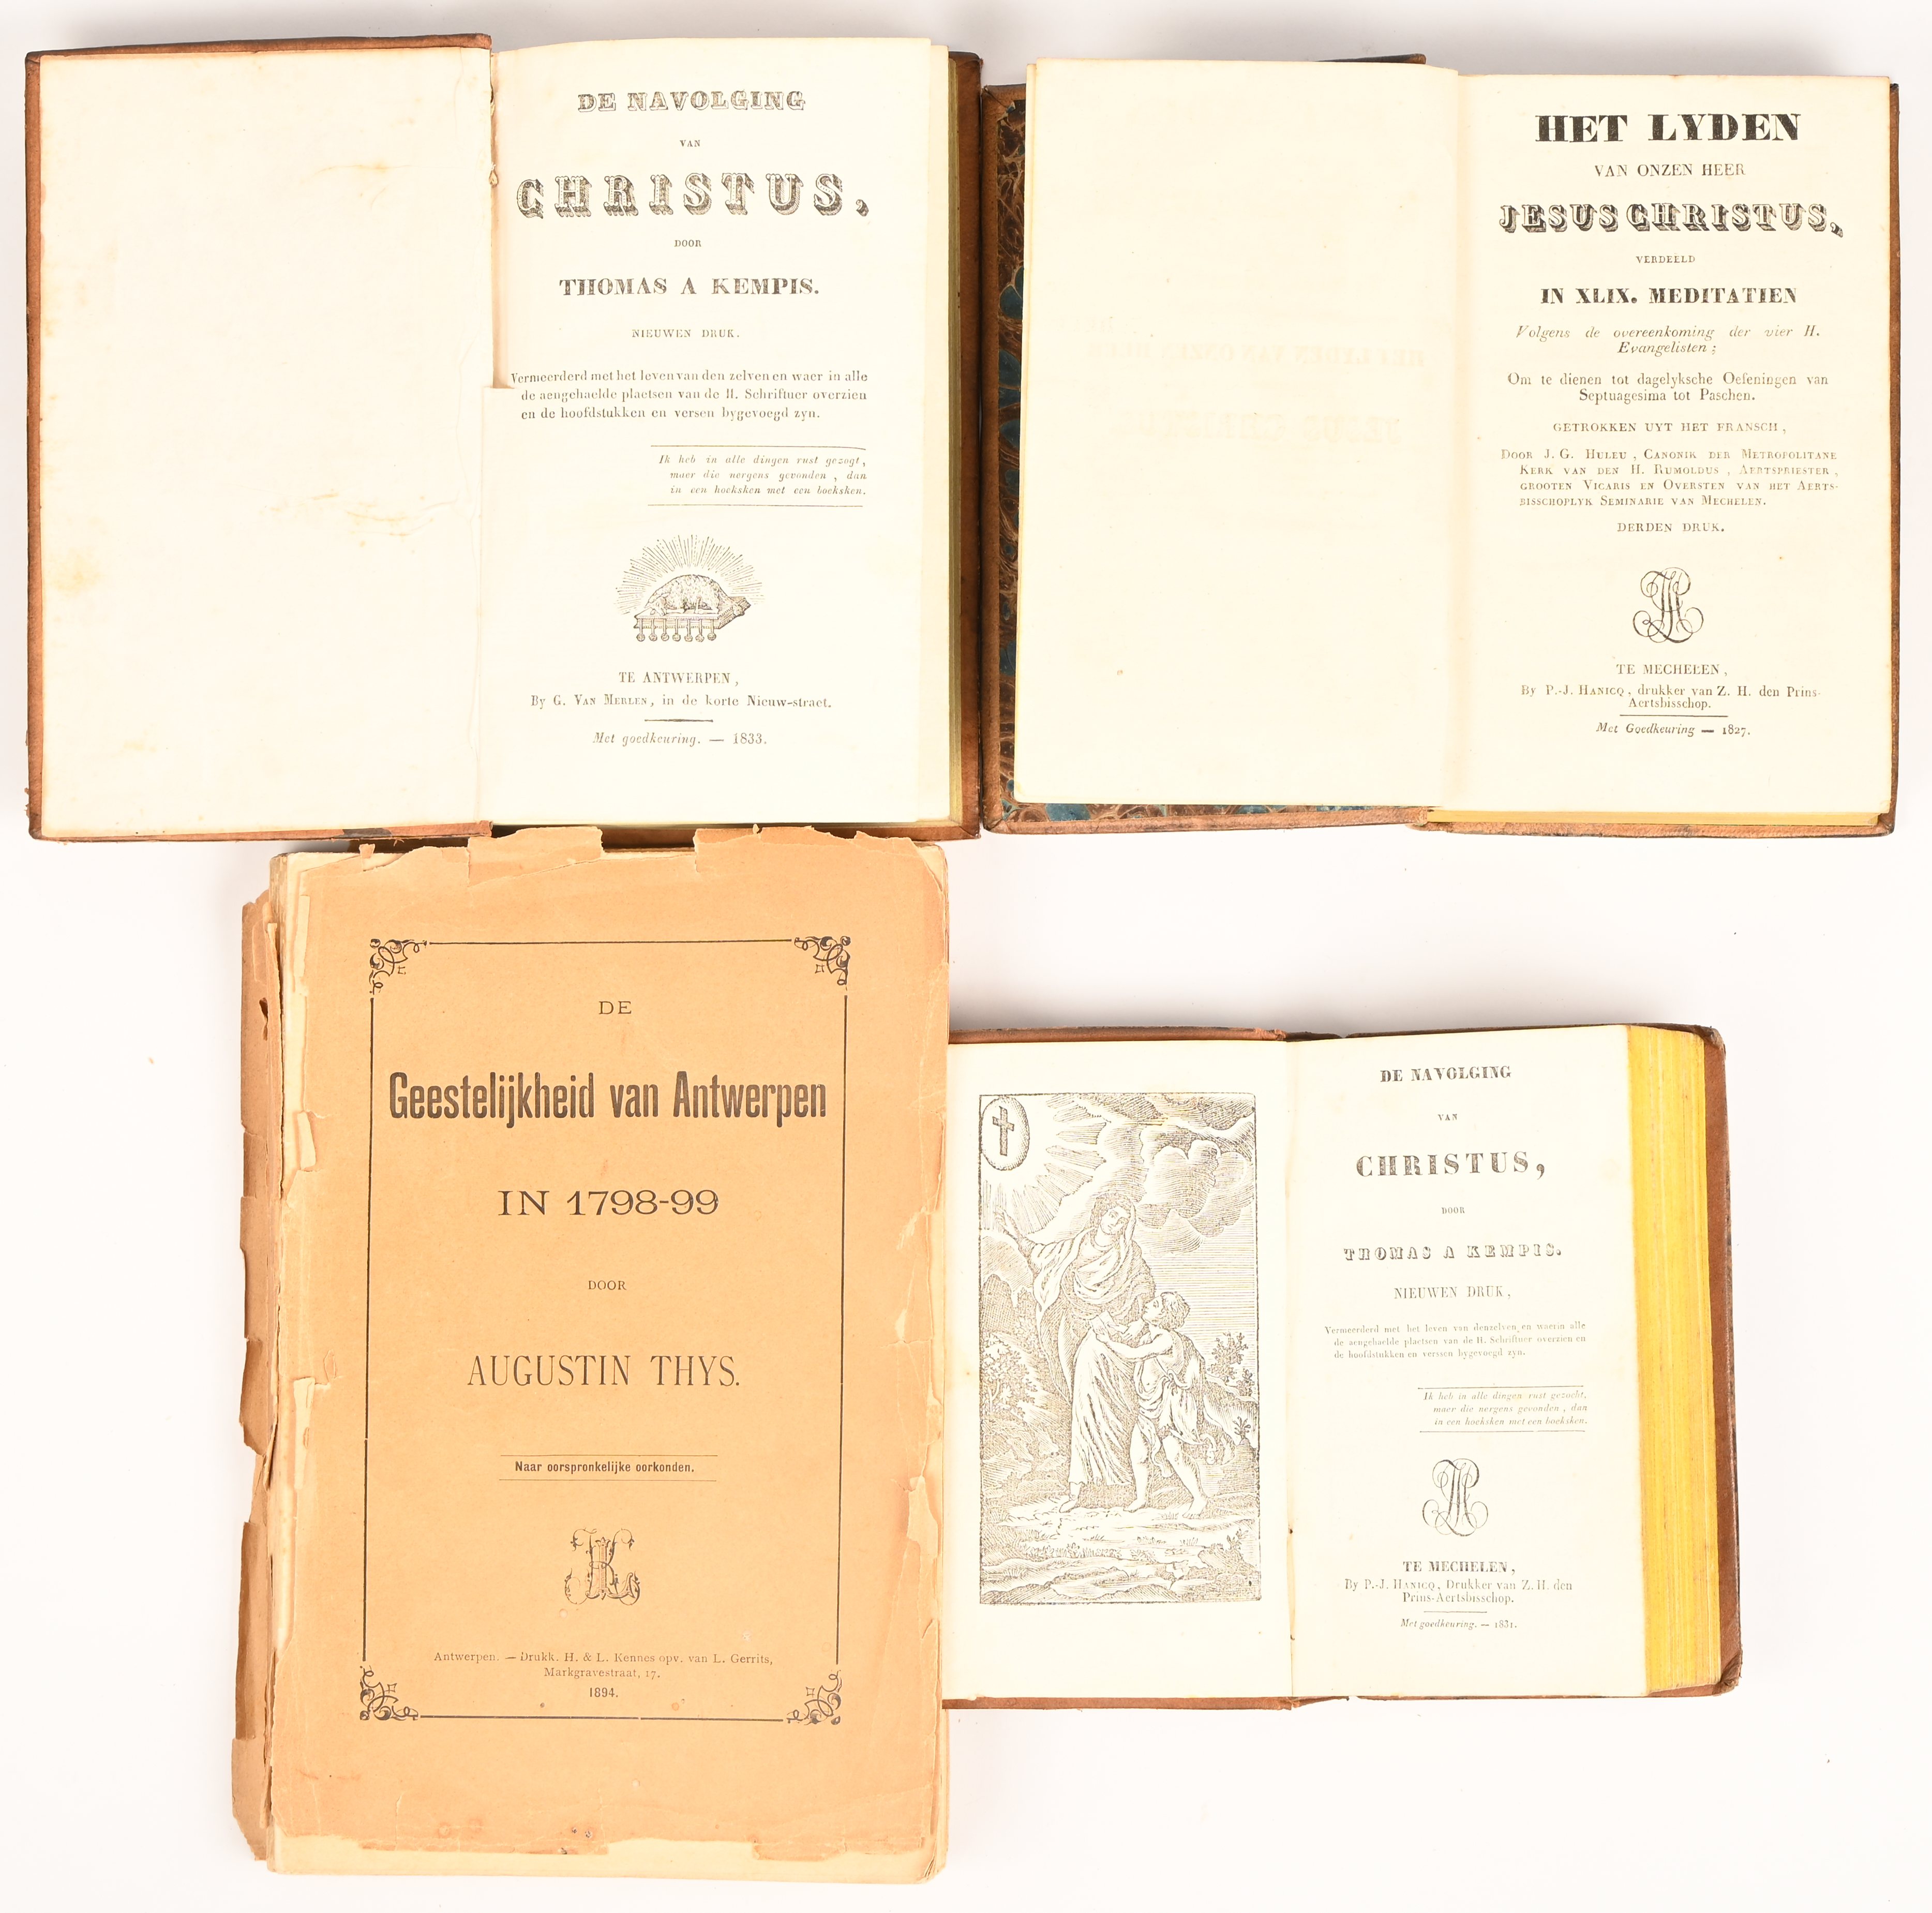 DE NAVOLGING
VAN
CHRISTUS,
DOOR
THOMAS A KEMPIS.
NIEUWEN DRUK.
Vermeerderd met het leven van den zelven en waer in alle
de aengehaelde plaetsen van de H. Schriftuer overzien
en de hoofdstukken en versen bygevoegd zyn.
Ik heb in alle dingen rust gezogt,
maer die nergens gevonden, dan
in een hoeksken met een boeksken.
TE ANTWERPEN,
By G. VAN MERLEN, in de korte Nieuw-straet.
Met goedkeuring. — 1833.
HET LYDEN
VAN ONZEN HEER
JESUS CHRISTUS,
VERDEELD
IN XLIX. MEDITATIEN
Volgens de overeenkoming der vier H.
Evangelisten;
Om te dienen tot dagelyksche Oefeningen van
Septuagesima tot Paschen.
GETROKKEN UYT HET FRANSCH,
DOOR J. G. HULEU, CANONIK DER METROPOLITANE
KERK VAN DEN H. RUMOLDUS, AERTSPRIESTER,
GROOTEN VICARIS EN OVERSTEN VAN HET AERTS-
BISSCHOPLYK SEMINARIE VAN MECHELEN.
DERDEN DRUK.
TE MECHELEN,
By P.-J. HANICQ, drukker van Z. H. den Prins-
Aertsbisschop.
Met Goedkeuring — 1827.
DE
Geestelijkheid van Antwerpen
IN 1798-99
DOOR
AUGUSTIN THYS.
Naar oorspronkelijke oorkonden.
Antwerpen. — Drukk. H. & L. Kennes opv. van L. Gerrits,
Markgravestraat, 17.
1894.
DE NAVOLGING
VAN
CHRISTUS,
DOOR
THOMAS A KEMPIS.
NIEUWEN DRUK,
Vermeerderd met het leven van denzelven en waerin alle
de aengehaelde plaetsen van de H. Schriftuer overzien en
de hoofdstukken en verssen bygevoegd zyn.
Ik heb in alle dingen rust gezocht,
maer die nergens gevonden, dan
in een hoeksken met een boeksken.
TE MECHELEN,
By P.-J. HANICQ, Drukker van Z. H. den
Prins-Aertsbisschop.
Met goedkeuring. — 1831.